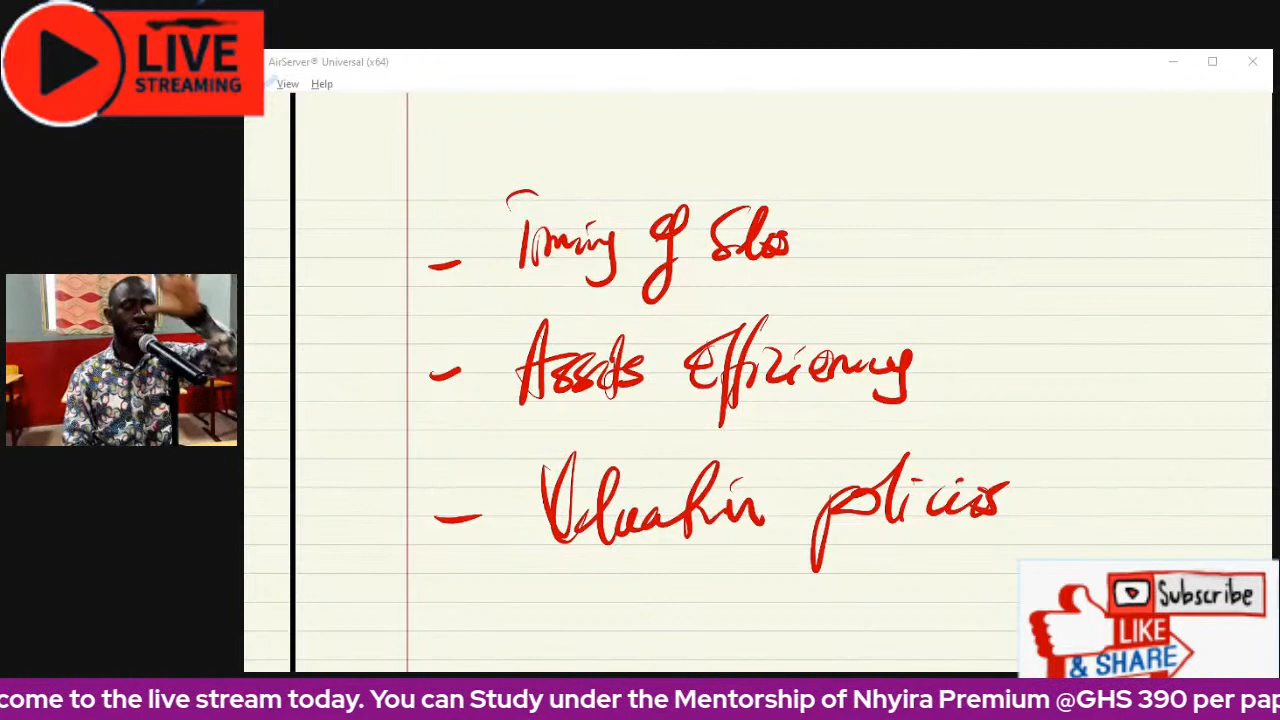 LIVE
STREAMING
AirServer® Universal (x64)
View Help
- Timing of Sales
- Assets Efficiency
- Valuation policies
Subscribe
LIKE
& SHARE
come to the live stream today. You can Study under the Mentorship of Nhyira Premium @GHS 390 per pap